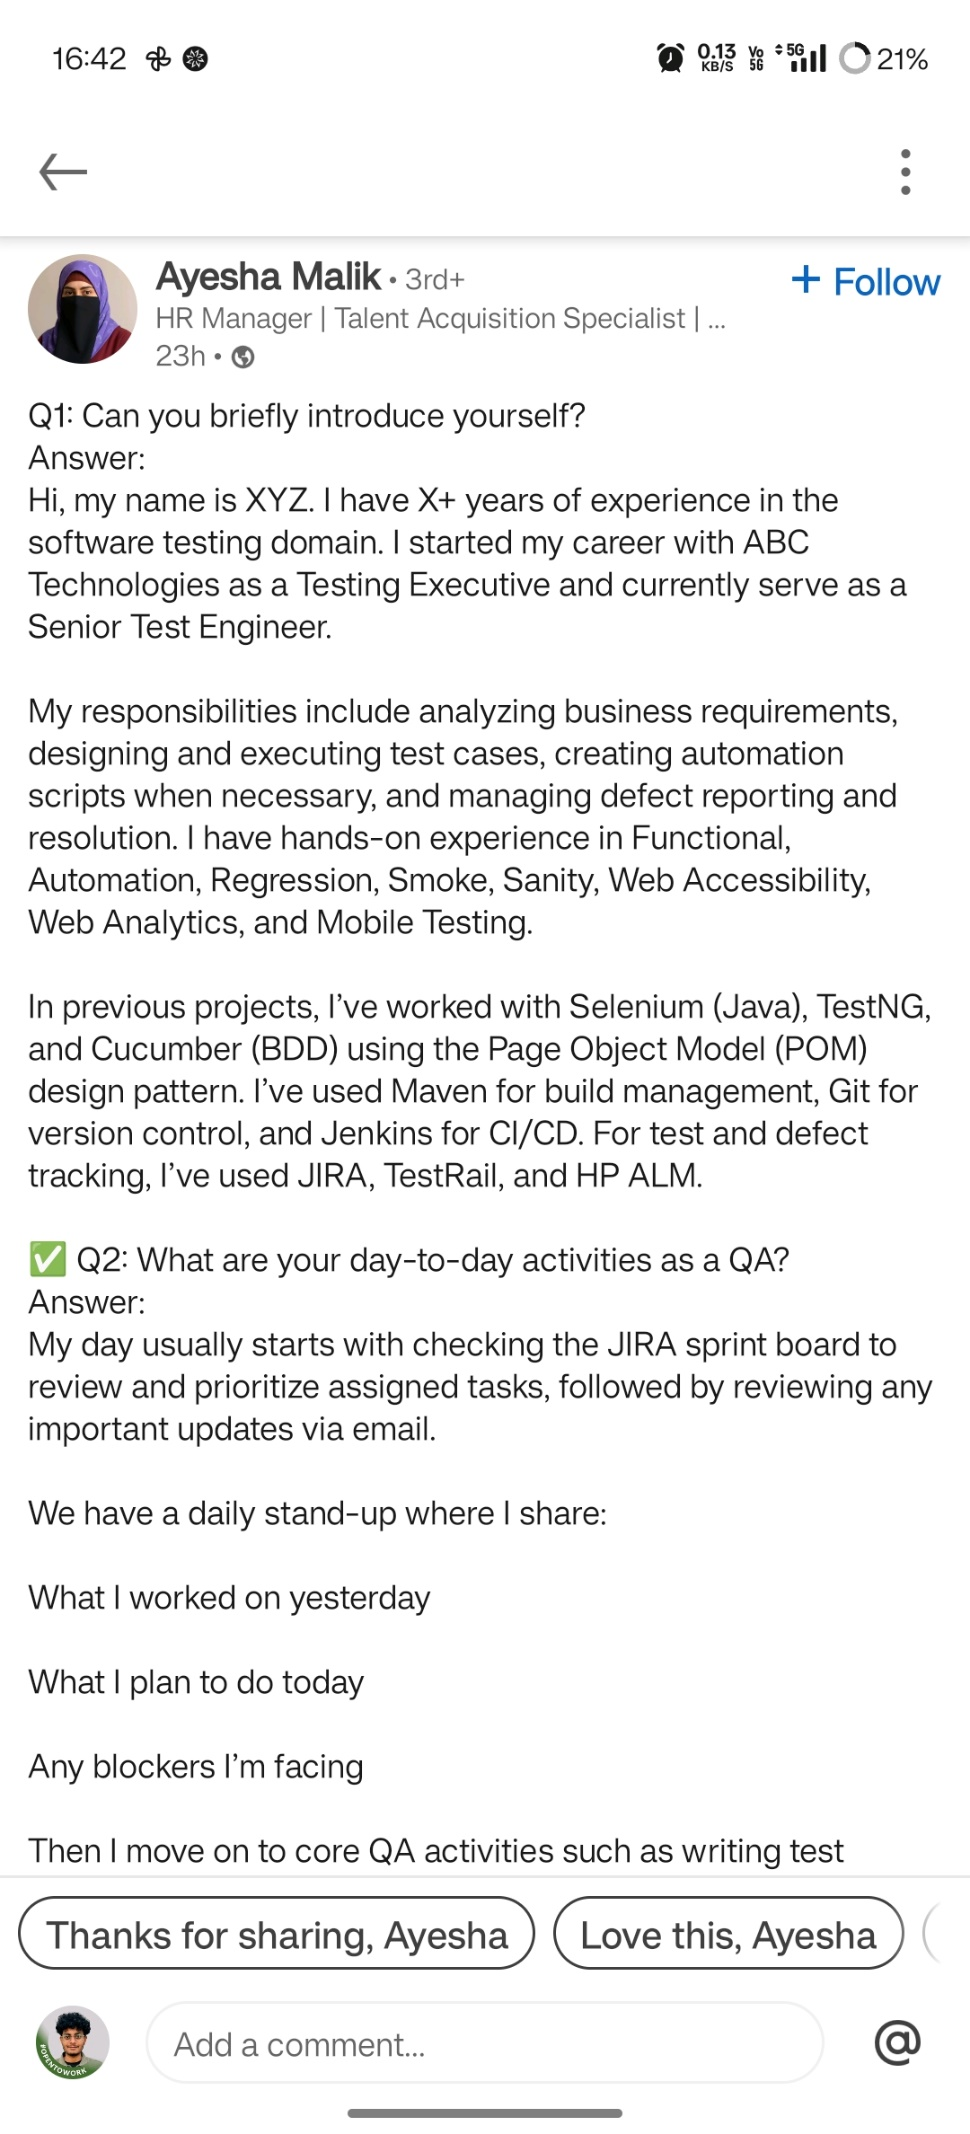 16:42
0.13 KB/S
Vo 5G
5G
21%
Ayesha Malik • 3rd+
+ Follow
HR Manager | Talent Acquisition Specialist | ...
23h •
Q1: Can you briefly introduce yourself?
Answer:
Hi, my name is XYZ. I have X+ years of experience in the
software testing domain. I started my career with ABC
Technologies as a Testing Executive and currently serve as a
Senior Test Engineer.
My responsibilities include analyzing business requirements,
designing and executing test cases, creating automation
scripts when necessary, and managing defect reporting and
resolution. I have hands-on experience in Functional,
Automation, Regression, Smoke, Sanity, Web Accessibility,
Web Analytics, and Mobile Testing.
In previous projects, I’ve worked with Selenium (Java), TestNG,
and Cucumber (BDD) using the Page Object Model (POM)
design pattern. I’ve used Maven for build management, Git for
version control, and Jenkins for CI/CD. For test and defect
tracking, I’ve used JIRA, TestRail, and HP ALM.
✅ Q2: What are your day-to-day activities as a QA?
Answer:
My day usually starts with checking the JIRA sprint board to
review and prioritize assigned tasks, followed by reviewing any
important updates via email.
We have a daily stand-up where I share:
What I worked on yesterday
What I plan to do today
Any blockers I’m facing
Then I move on to core QA activities such as writing test
Thanks for sharing, Ayesha
Love this, Ayesha
#OPENTOWORK
Add a comment...
@